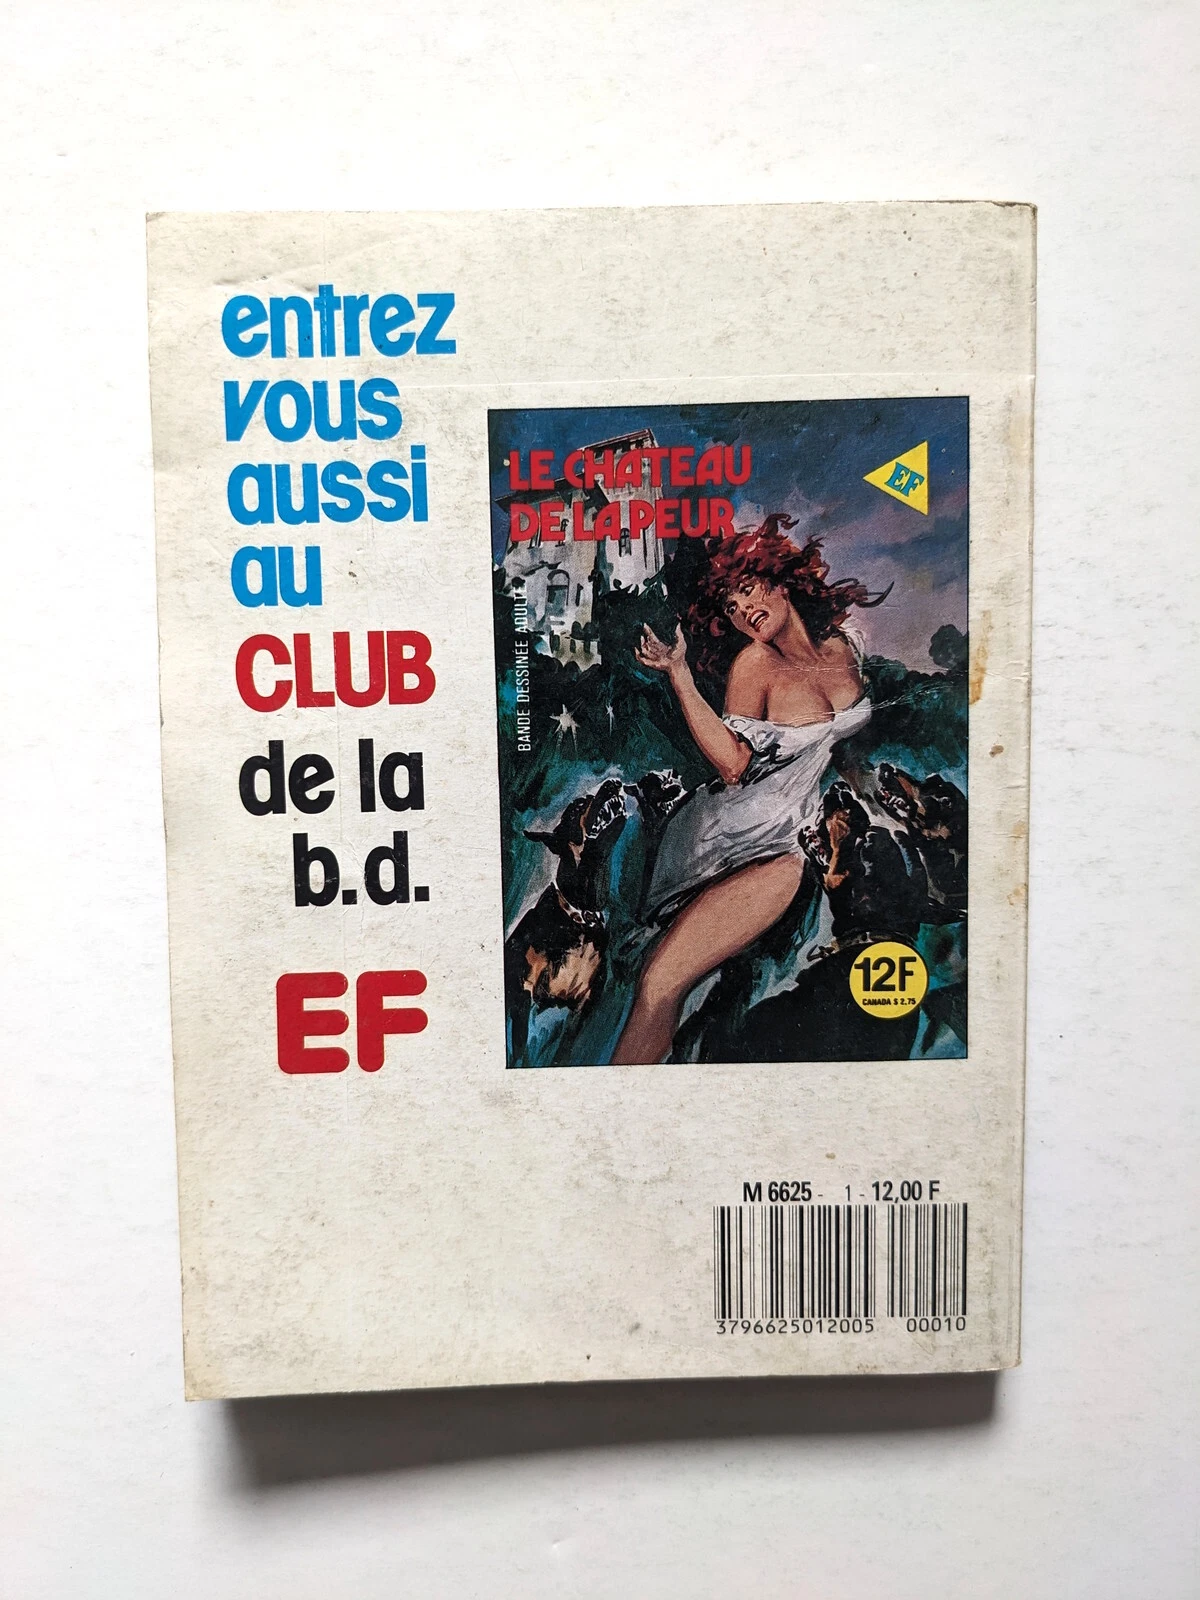 entrez
vous
aussi
au
CLUB
de la
b.d.
EF
LE CHATEAU
DE LA PEUR
EF
BANDE DESSINÉE ADULTE
12F
CANADA $ 2.75
M 6625 - 1 - 12,00 F
3796625012005 00010